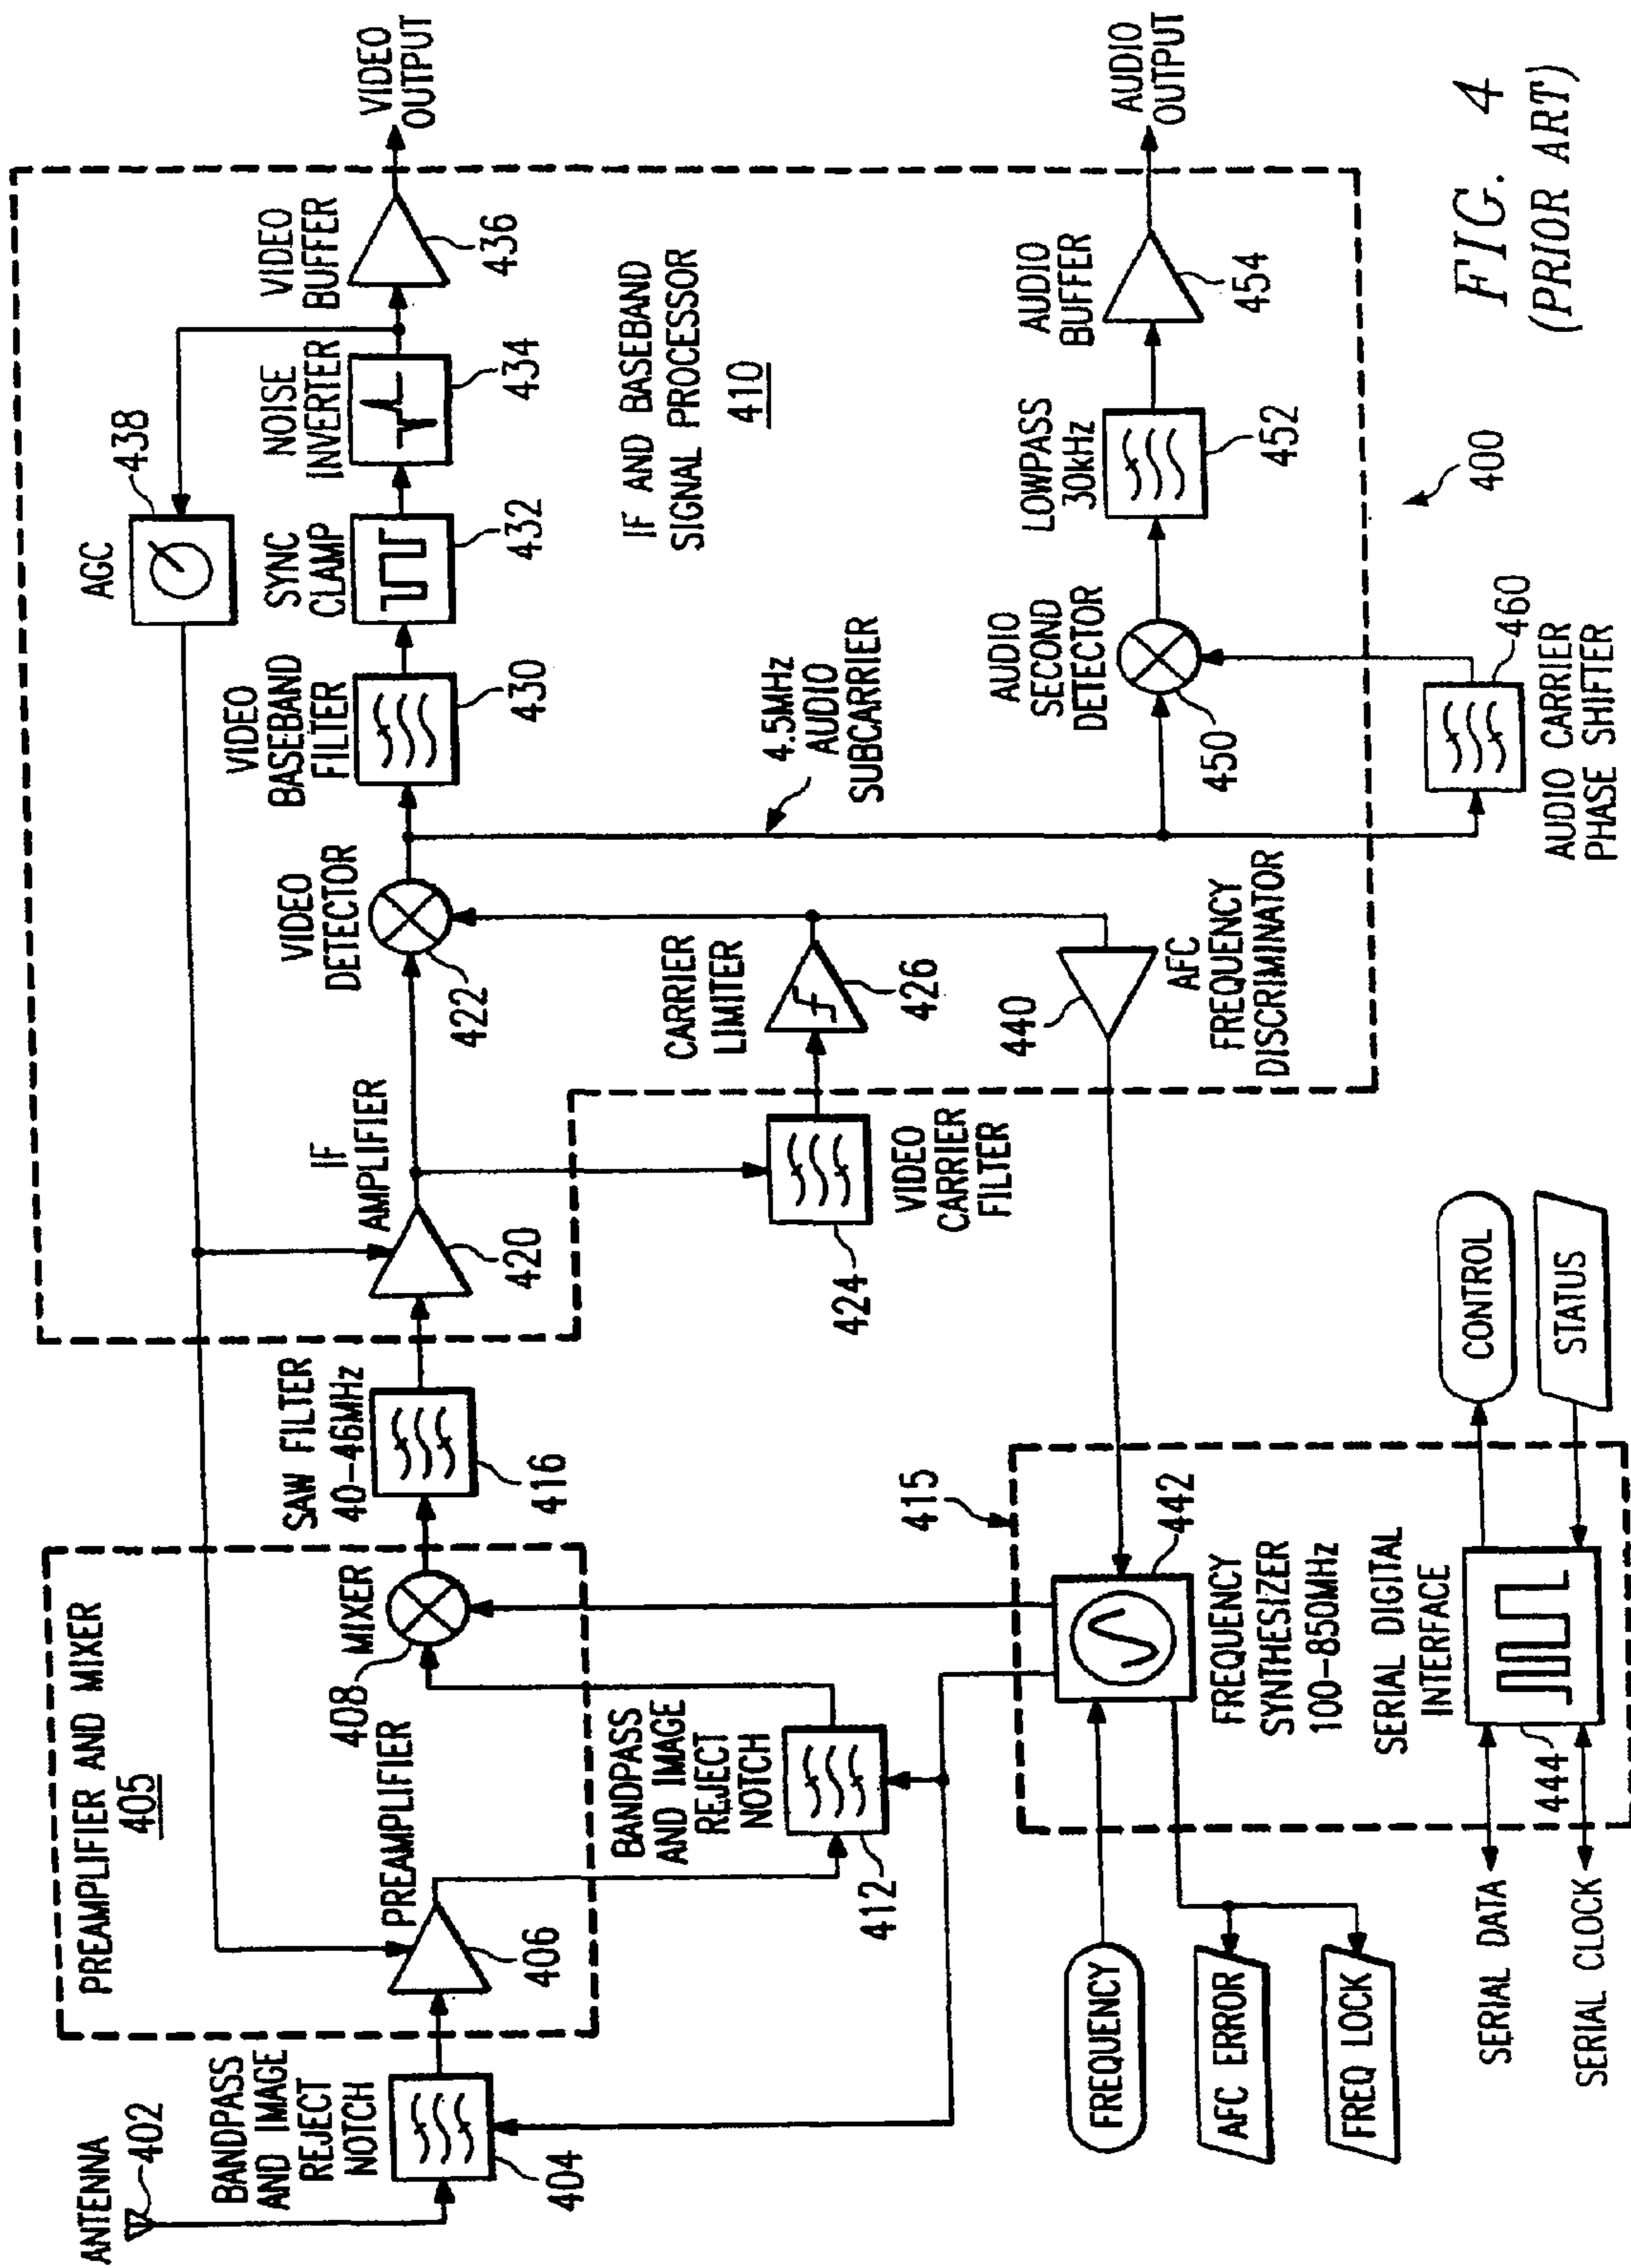 ANTENNA
402
BANDPASS
AND IMAGE
REJECT
NOTCH
404
PREAMPLIFIER AND MIXER
405
PREAMPLIFIER
406
MIXER
408
BANDPASS
AND IMAGE
REJECT
NOTCH
412
SAW FILTER
40-46MHz
416
IF
AMPLIFIER
420
AGC
438
VIDEO
DETECTOR
422
VIDEO
BASEBAND
FILTER
430
SYNC
CLAMP
432
NOISE
INVERTER
434
VIDEO
BUFFER
436
VIDEO
OUTPUT
IF AND BASEBAND
SIGNAL PROCESSOR
410
VIDEO
CARRIER
FILTER
424
CARRIER
LIMITER
426
4.5MHz
AUDIO
SUBCARRIER
440
AFC
FREQUENCY
DISCRIMINATOR
AUDIO
SECOND
DETECTOR
450
LOWPASS
30kHz
452
AUDIO
BUFFER
454
AUDIO
OUTPUT
460
AUDIO CARRIER
PHASE SHIFTER
400
415
442
FREQUENCY
SYNTHESIZER
100-850MHz
SERIAL DIGITAL
INTERFACE
444
FREQUENCY
AFC ERROR
FREQ LOCK
SERIAL DATA
SERIAL CLOCK
CONTROL
STATUS
FIG. 4
(PRIOR ART)